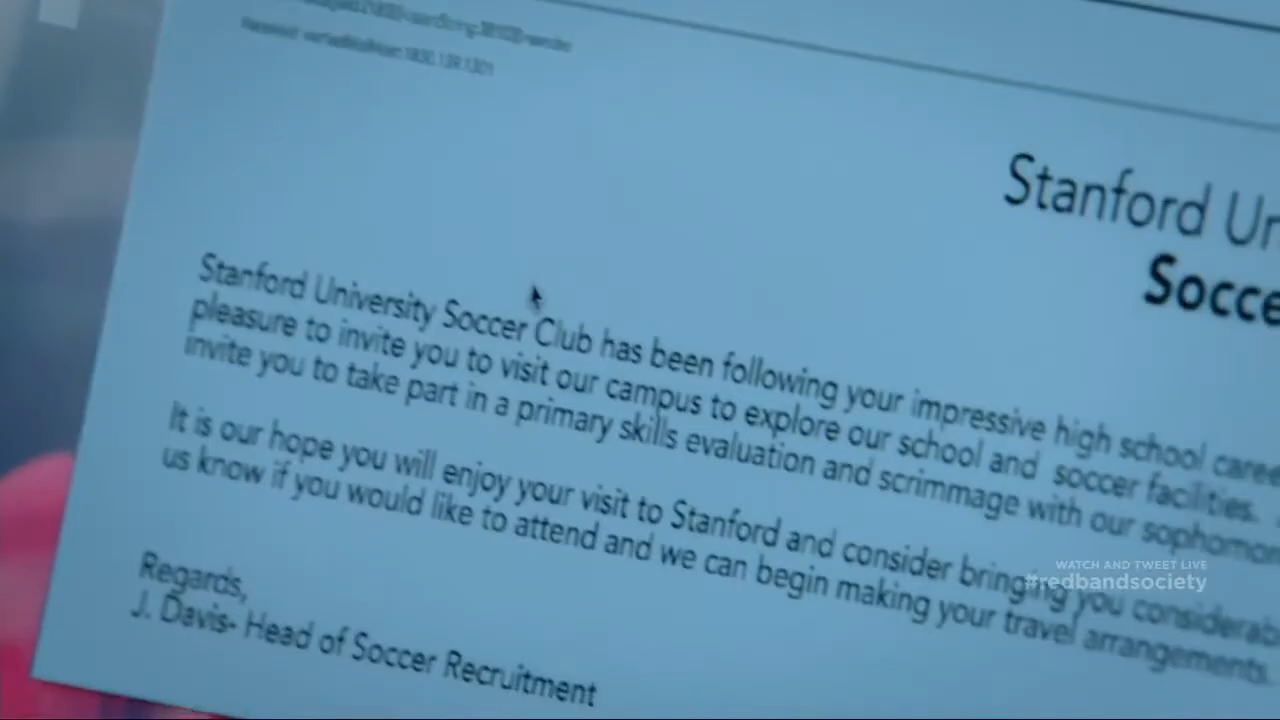 Stanford Un
Socce
Stanford University Soccer Club has been following your impressive high school caree
pleasure to invite you to visit our campus to explore our school and soccer facilities.
invite you to take part in a primary skills evaluation and scrimmage with our sophomor
It is our hope you will enjoy your visit to Stanford and consider bringing you considerab
us know if you would like to attend and we can begin making your travel arrangements.
Regards,
J. Davis- Head of Soccer Recruitment
WATCH AND TWEET LIVE
#redbandsociety